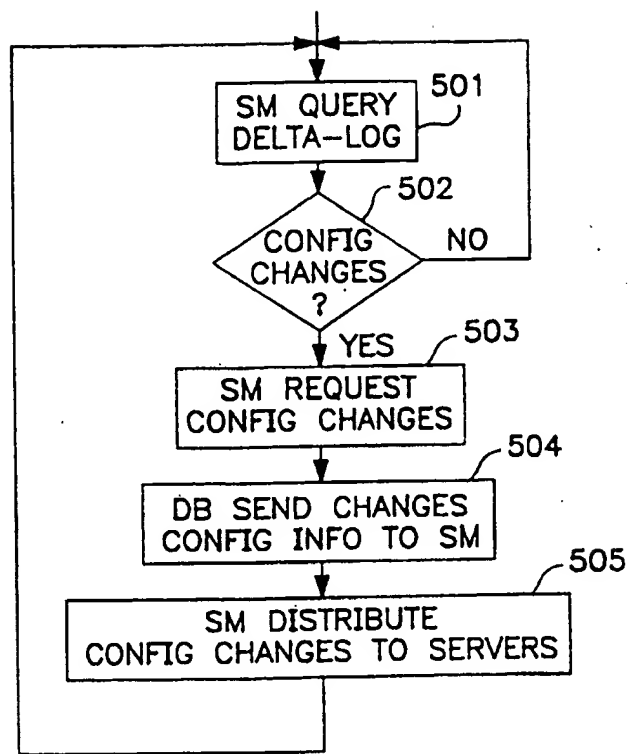 501
SM QUERY
DELTA-LOG
502
CONFIG
CHANGES
?
NO
YES
503
SM REQUEST
CONFIG CHANGES
504
DB SEND CHANGES
CONFIG INFO TO SM
505
SM DISTRIBUTE
CONFIG CHANGES TO SERVERS